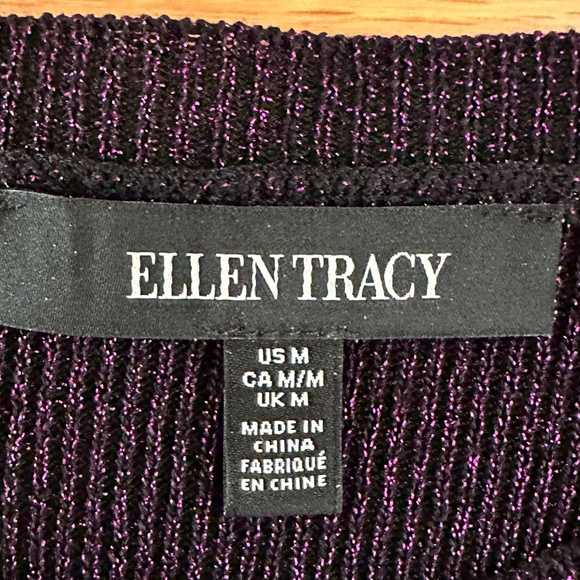 ELLEN TRACY
US M
CA M/M
UK M
MADE IN
CHINA
FABRIQUÉ
EN CHINE